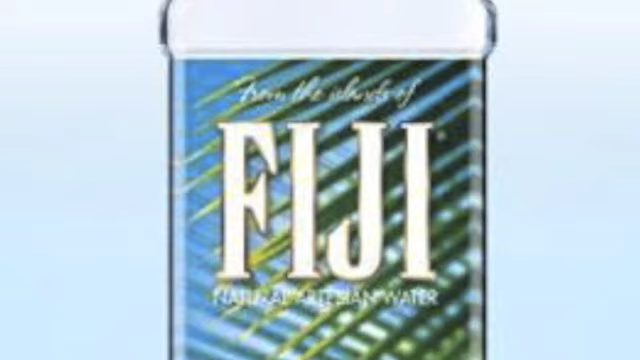 "from the islands of
FIJI®
NATURAL ARTESIAN WATER